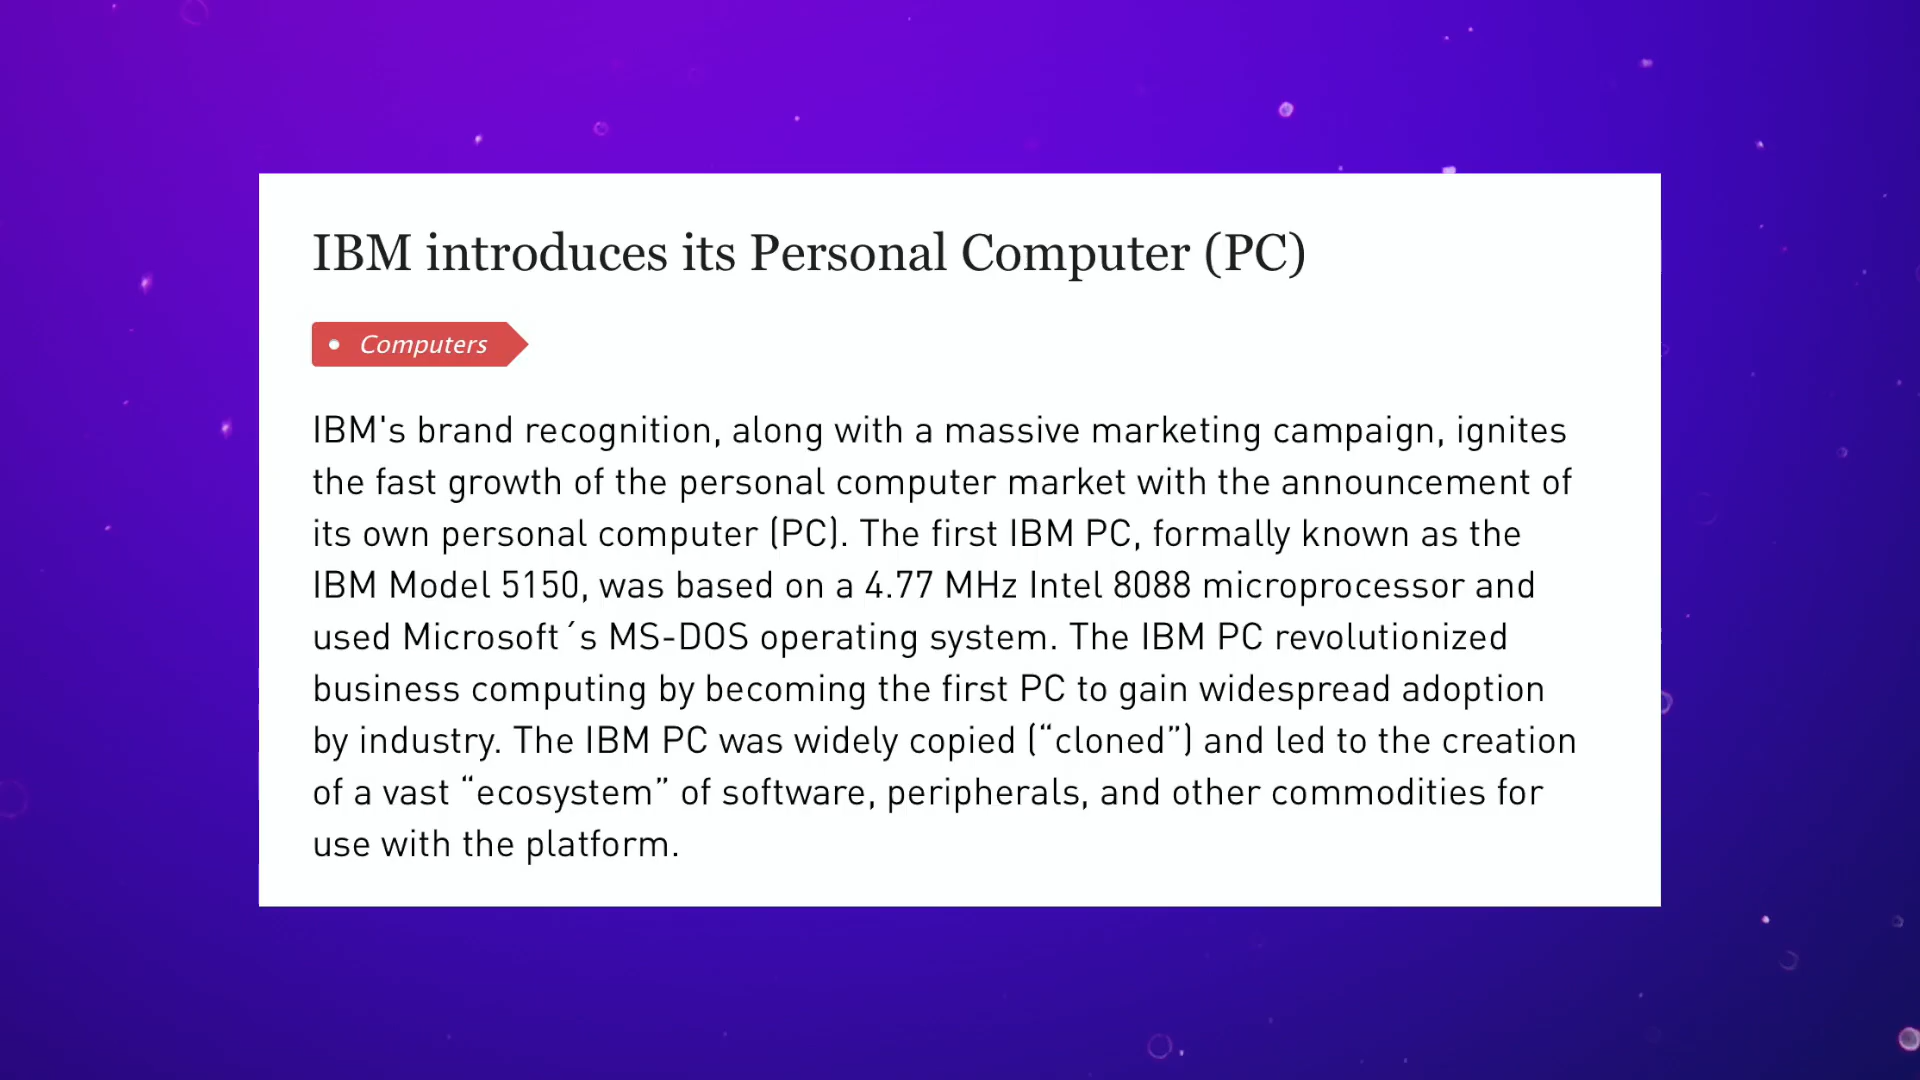 IBM introduces its Personal Computer (PC)
Computers
IBM's brand recognition, along with a massive marketing campaign, ignites
the fast growth of the personal computer market with the announcement of
its own personal computer (PC). The first IBM PC, formally known as the
IBM Model 5150, was based on a 4.77 MHz Intel 8088 microprocessor and
used Microsoft´s MS-DOS operating system. The IBM PC revolutionized
business computing by becoming the first PC to gain widespread adoption
by industry. The IBM PC was widely copied (“cloned”) and led to the creation
of a vast “ecosystem” of software, peripherals, and other commodities for
use with the platform.